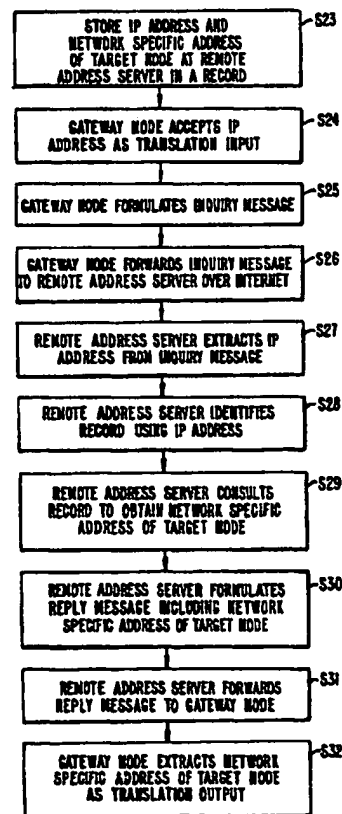 STORE IP ADDRESS AND
NETWORK SPECIFIC ADDRESS
OF TARGET NODE AT REMOTE
ADDRESS SERVER IN A RECORD
S23
GATEWAY NODE ACCEPTS IP
ADDRESS AS TRANSLATION INPUT
S24
GATEWAY NODE FORMULATES INQUIRY MESSAGE
S25
GATEWAY NODE FORWARDS INQUIRY MESSAGE
TO REMOTE ADDRESS SERVER OVER INTERNET
S26
REMOTE ADDRESS SERVER EXTRACTS IP
ADDRESS FROM INQUIRY MESSAGE
S27
REMOTE ADDRESS SERVER IDENTIFIES
RECORD USING IP ADDRESS
S28
REMOTE ADDRESS SERVER CONSULTS
RECORD TO OBTAIN NETWORK SPECIFIC
ADDRESS OF TARGET NODE
S29
REMOTE ADDRESS SERVER FORMULATES
REPLY MESSAGE INCLUDING NETWORK
SPECIFIC ADDRESS OF TARGET NODE
S30
REMOTE ADDRESS SERVER FORWARDS
REPLY MESSAGE TO GATEWAY NODE
S31
GATEWAY NODE EXTRACTS NETWORK
SPECIFIC ADDRESS OF TARGET NODE
AS TRANSLATION OUTPUT
S32